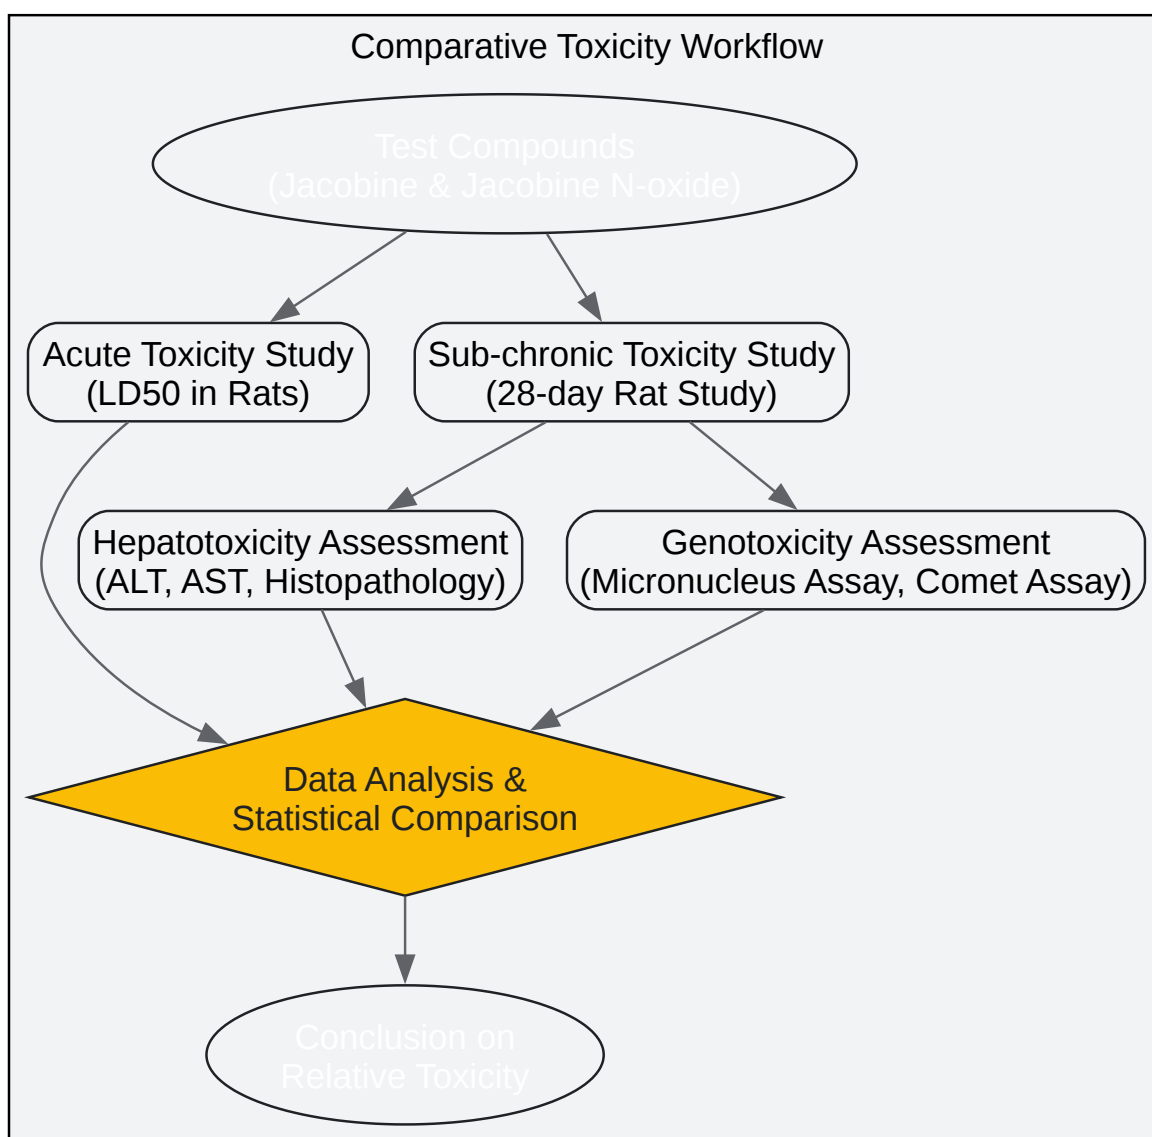 Comparative Toxicity Workflow
Test Compounds
(Jacobine & Jacobine N-oxide)
Acute Toxicity Study
(LD50 in Rats)
Sub-chronic Toxicity Study
(28-day Rat Study)
Hepatotoxicity Assessment
(ALT, AST, Histopathology)
Genotoxicity Assessment
(Micronucleus Assay, Comet Assay)
Data Analysis &
Statistical Comparison
Conclusion on
Relative Toxicity